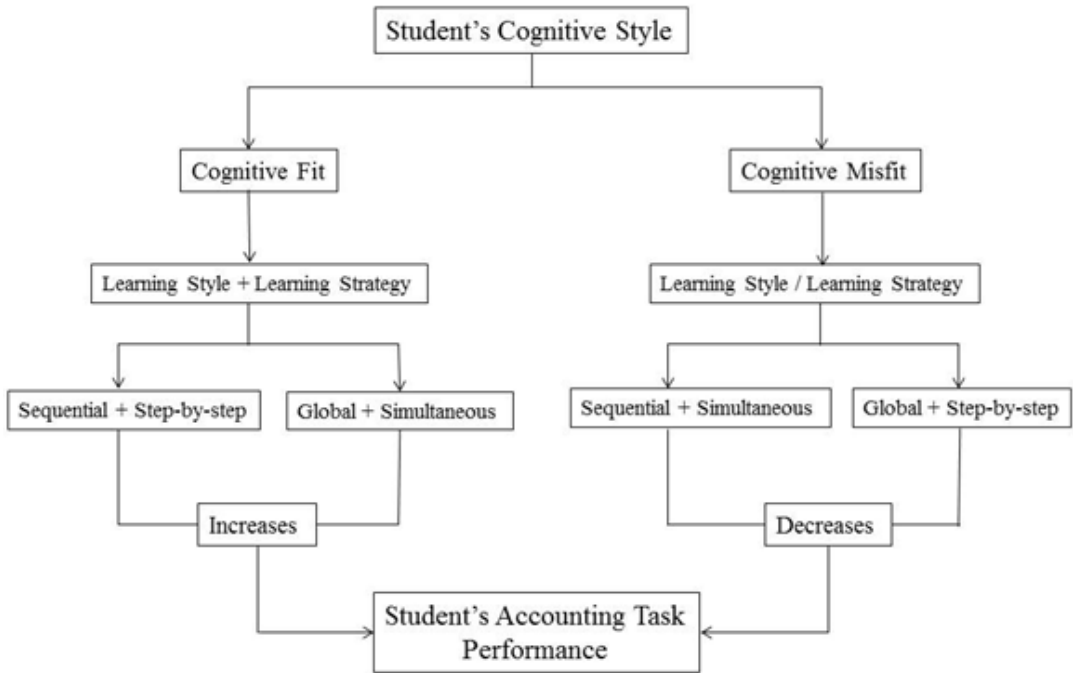 Student’s Cognitive Style
Cognitive Fit
Cognitive Misfit
Learning Style + Learning Strategy
Learning Style / Learning Strategy
Sequential + Step-by-step
Global + Simultaneous
Sequential + Simultaneous
Global + Step-by-step
Increases
Decreases
Student’s Accounting Task
Performance